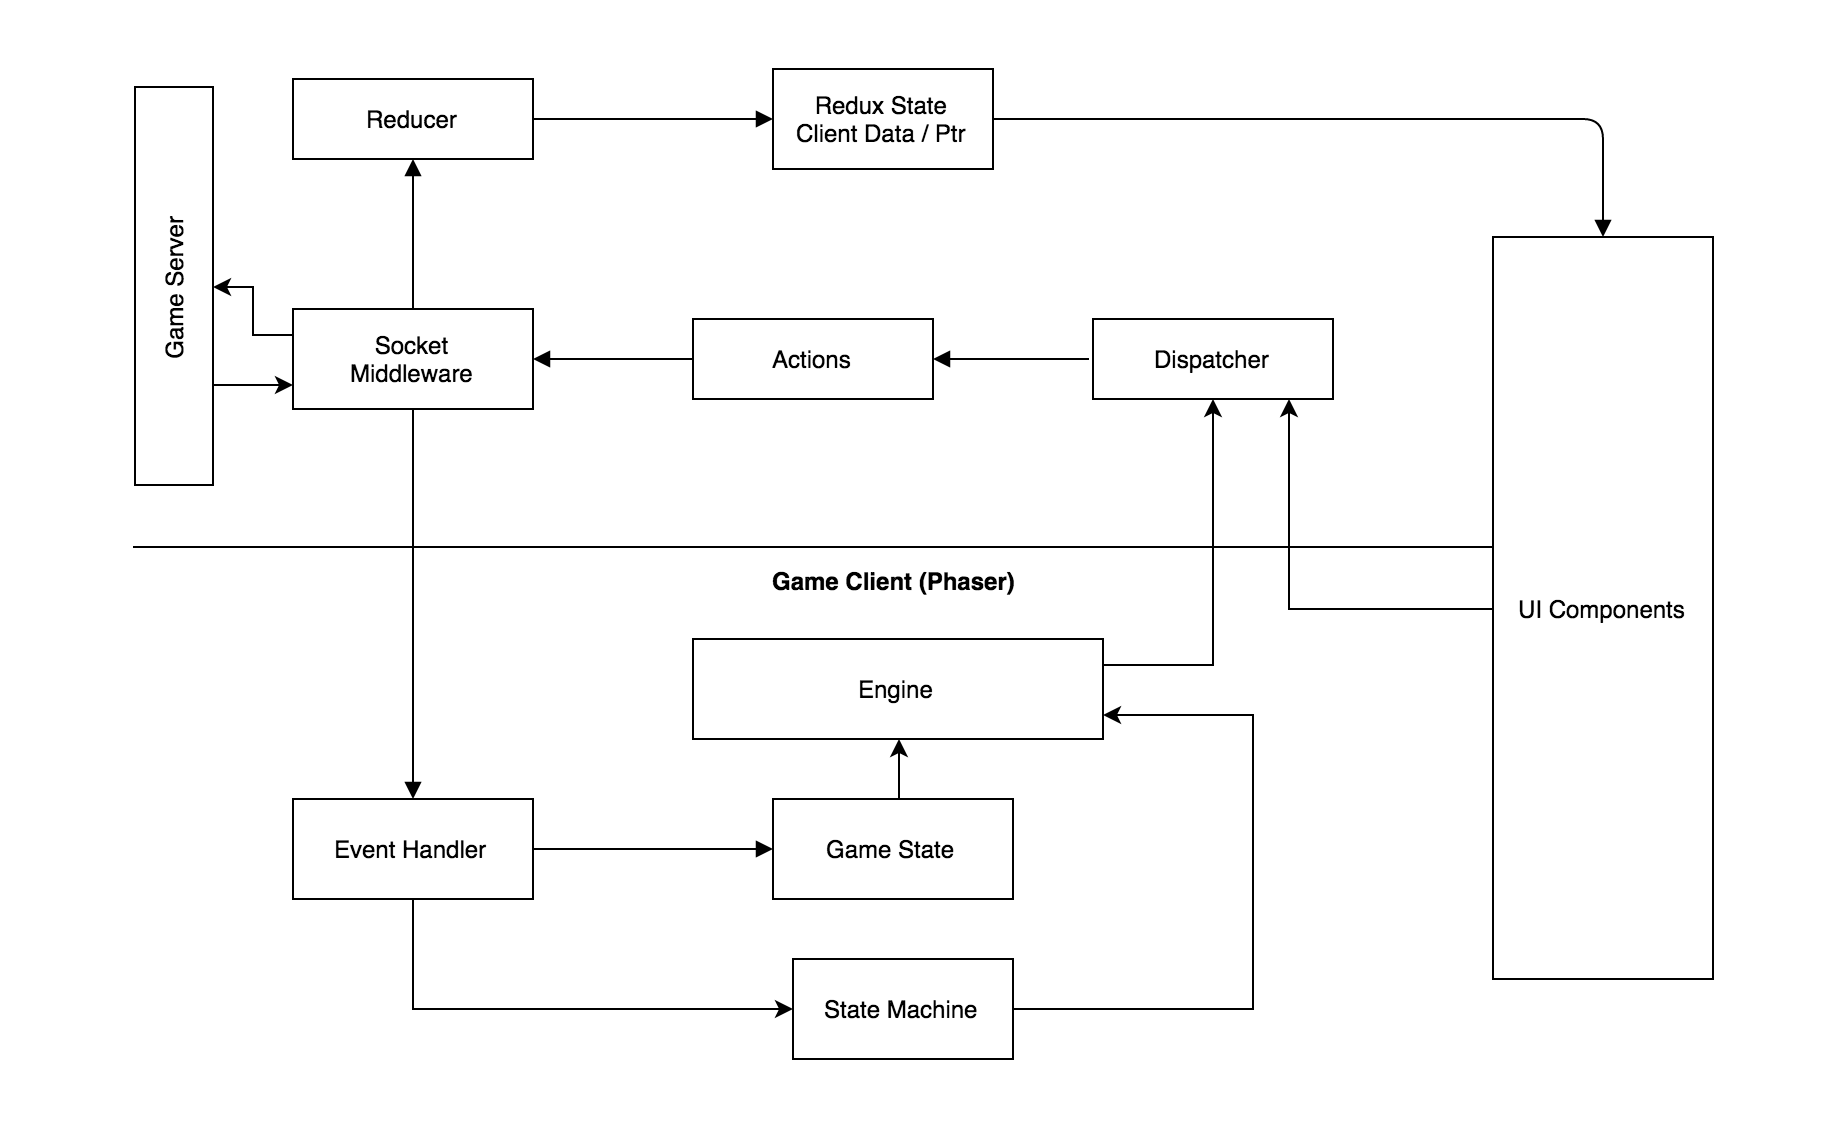 Reducer
Redux State
Client Data / Ptr
Game Server
Socket
Middleware
Actions
Dispatcher
Game Client (Phaser)
UI Components
Engine
Event Handler
Game State
State Machine